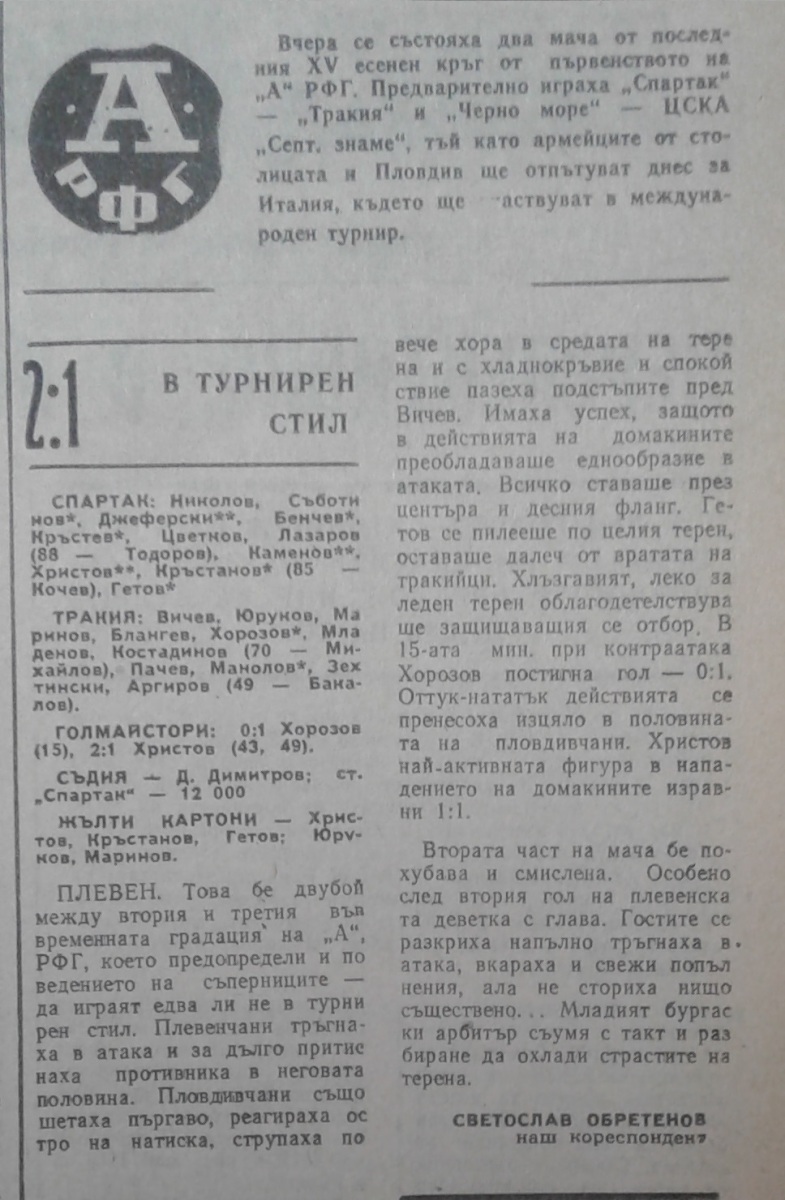 А
РФГ
Вчера се състояха два мача от послед-
ния XV есенен кръг от първенството на
„А“ РФГ. Предварително играха „Спартак“
— „Тракия“ и „Черно море“ — ЦСКА
„Септ. знаме“, тъй като армейците от сто-
лицата и Пловдив ще отпътуват днес за
Италия, където ще аствуват в междуна-
роден турнир.
2:1
В ТУРНИРЕН
СТИЛ
СПАРТАК: Николов, Съботи
нов*, Джеферски**, Бенчев*,
Кръстев*, Цветков, Лазаров
(88 — Тодоров), Каменов**,
Христов**, Кръстанов* (85 —
Кочев), Гетов*
ТРАКИЯ: Вичев, Юруков, Ма
ринов, Блангев, Хорозов*, Мла
денов, Костадинов (70 — Ми-
хайлов), Пачев, Манолов*, Зех
тински, Аргиров (49 — Бака-
лов).
ГОЛМАЙСТОРИ: 0:1 Хорозов
(15), 2:1 Христов (43, 49).
СЪДИЯ — Д. Димитров; ст.
„Спартак“ — 12 000
ЖЪЛТИ КАРТОНИ — Хрис-
тов, Кръстанов, Гетов; Юру-
ков, Маринов.
ПЛЕВЕН. Това бе двубой
между втория и третия във
временната градация на „А“,
РФГ, което предопредели и по
ведението на съперниците —
да играят едва ли не в турни
рен стил. Плевенчани тръгна-
ха в атака и за дълго притис
наха противника в неговата
половина. Пловдивчани също
шетаха пъргаво, реагираха ос
тро на натиска, струпаха по
вече хора в средата на тере
на и с хладнокръвие и спокой
ствие пазеха подстъпите пред
Вичев. Имаха успех, защото
в действията на домакините
преобладаваше еднообразие в
атаката. Всичко ставаше през
центъра и десния фланг. Ге-
тов се пилееше по целия терен,
оставаше далеч от вратата на
тракийци. Хлъзгавият, леко за
леден терен облагодетелствува
ше защищаващия се отбор. В
15-ата мин. при контраатака
Хорозов постигна гол — 0:1.
Оттук-нататък действията се
пренесоха изцяло в половина-
та на пловдивчани. Христов
най-активната фигура в напа-
дението на домакините израв-
ни 1:1.
Втората част на мача бе по-
хубава и смислена. Особено
след втория гол на плевенска
та деветка с глава. Гостите се
разкриха напълно тръгнаха в
атака, вкараха и свежи попъл
нения, ала не сториха нищо
съществено... Младият бургас
ки арбитър съумя с такт и раз
биране да охлади страстите на
терена.
СВЕТОСЛАВ ОБРЕТЕНОВ
наш кореспондент